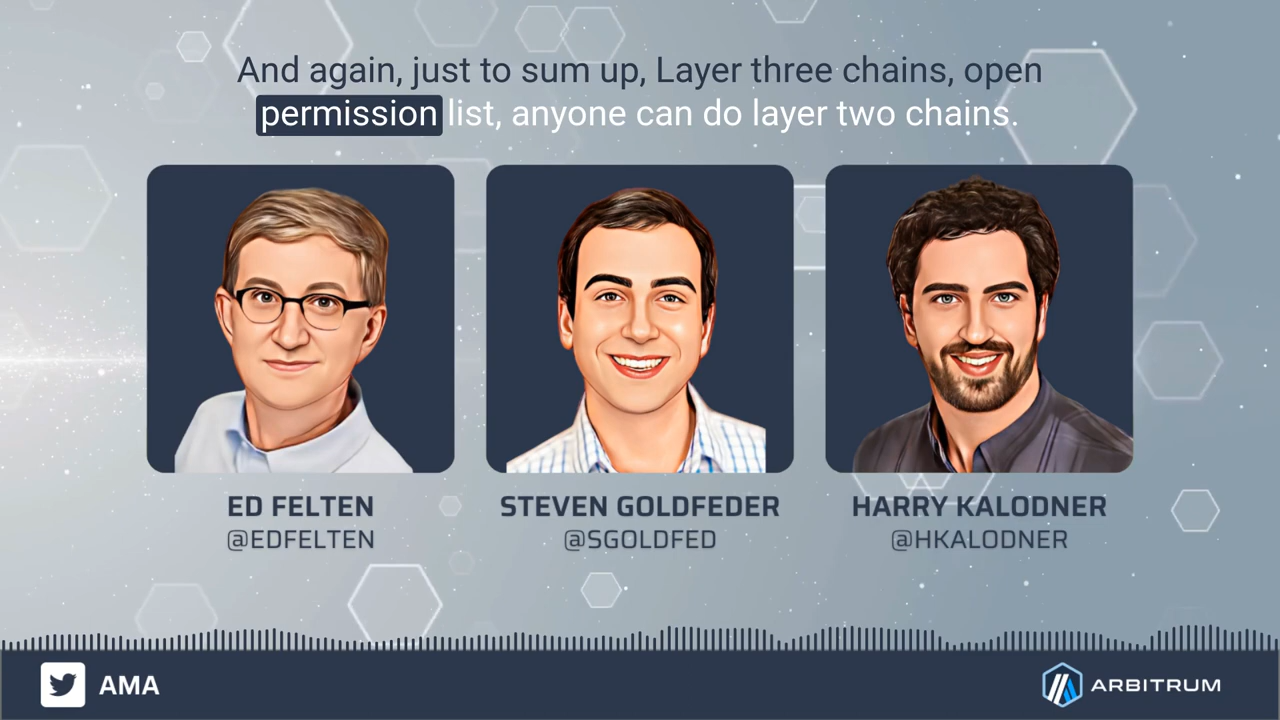 And again, just to sum up, Layer three chains, open
permission list, anyone can do layer two chains.
ED FELTEN
@EDFELTEN
STEVEN GOLDFEDER
@SGOLDFED
HARRY KALODNER
@HKALODNER
AMA
ARBITRUM